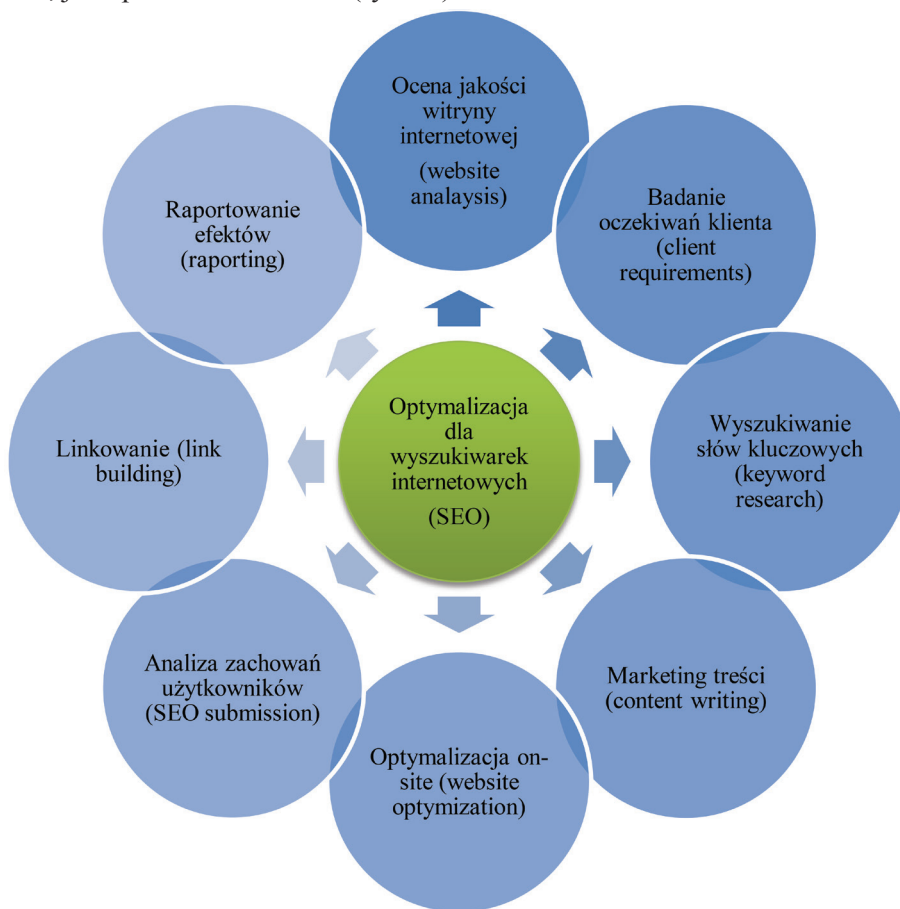 Ocena jakości
witryny
internetowej
(website
analaysis)
Badanie
oczekiwań klienta
(client
requirements)
Wyszukiwanie
słów kluczowych
(keyword
research)
Marketing treści
(content writing)
Optymalizacja on-
site (website
optymization)
Analiza zachowań
użytkowników
(SEO submission)
Linkowanie (link
building)
Raportowanie
efektów
(raporting)
Optymalizacja
dla
wyszukiwarek
internetowych
(SEO)